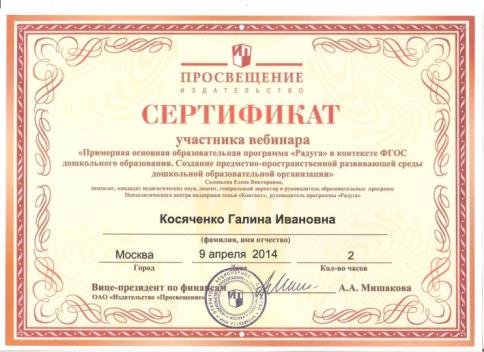 ПРОСВЕЩЕНИЕ
ИЗДАТЕЛЬСТВО
СЕРТИФИКАТ
участника вебинара
«Примерная основная образовательная программа «Радуга» в контексте ФГОС
дошкольного образования. Создание предметно-пространственной развивающей среды
дошкольной образовательной организации»
Соловьева Елена Викторовна,
психолог, кандидат педагогических наук, доцент, генеральный директор и руководитель образовательных программ
Психологического центра поддержки семьи «Контакт», руководитель программы «Радуга»
Косяченко Галина Ивановна
(фамилия, имя отчество)
Москва 9 апреля 2014 2
Город Дата Кол-во часов
Вице-президент по финансам А.А. Мишакова
ОАО «Издательство «Просвещение»